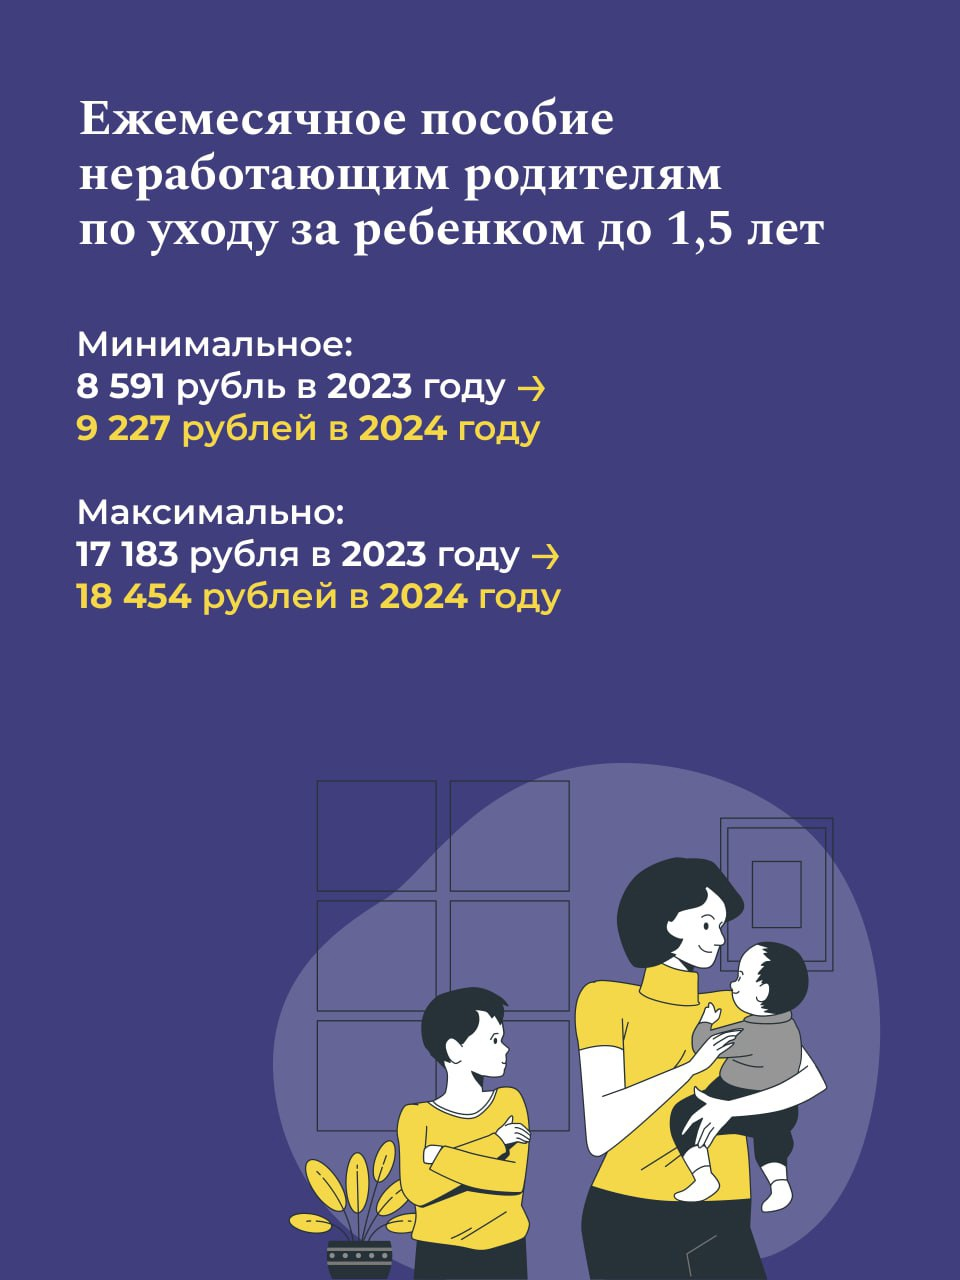 Ежемесячное пособие
неработающим родителям
по уходу за ребенком до 1,5 лет
Минимальное:
8 591 рубль в 2023 году →
9 227 рублей в 2024 году
Максимально:
17 183 рубля в 2023 году →
18 454 рублей в 2024 году